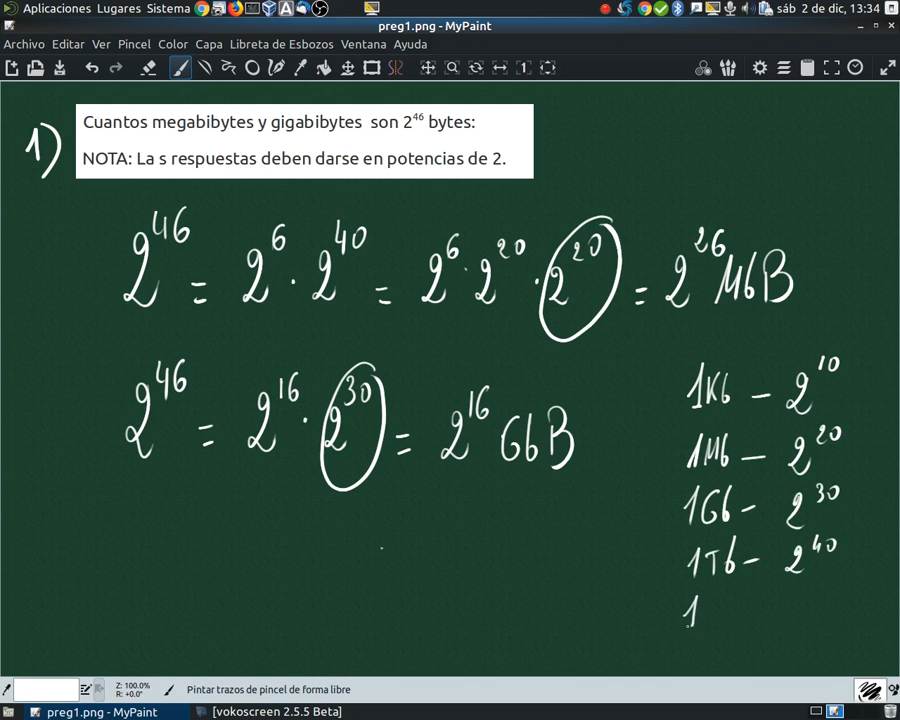 Aplicaciones Lugares Sistema sáb 2 de dic, 13:34
preg1.png - MyPaint
Archivo Editar Ver Pincel Color Capa Libreta de Esbozos Ventana Ayuda
1) Cuantos megabibytes y gigabibytes son 2⁴⁶ bytes:
NOTA: La s respuestas deben darse en potencias de 2.
2⁴⁶ = 2⁶ · 2⁴⁰ = 2⁶ · 2²⁰ · 2²⁰ = 2²⁶ MbB
2⁴⁶ = 2¹⁶ · 2³⁰ = 2¹⁶ GbB
1Kb – 2¹⁰
1Mb – 2²⁰
1Gb – 2³⁰
1Tb – 2⁴⁰
1
Z: 100.0%
R: +0.0°
Pintar trazos de pincel de forma libre
preg1.png - MyPaint [vokoscreen 2.5.5 Beta]